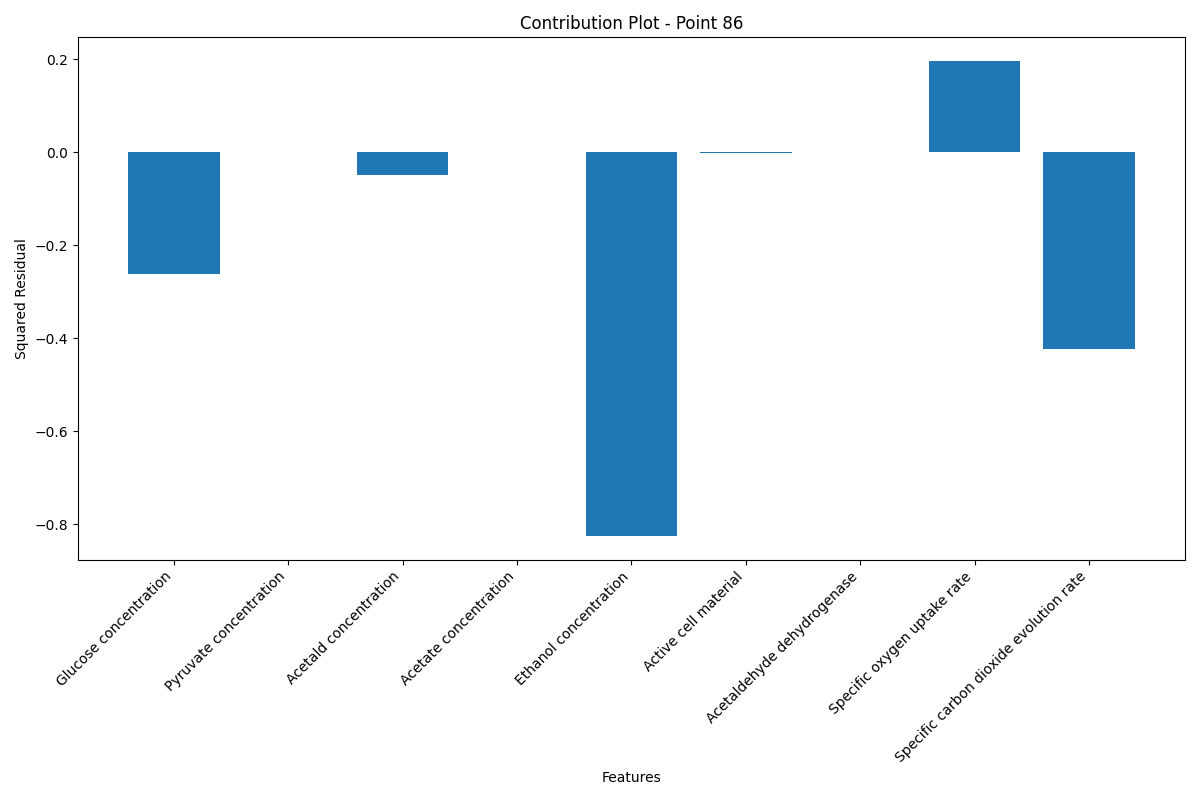 Contribution Plot - Point 86
0.2
0.0
−0.2
−0.4
−0.6
−0.8
Squared Residual
Glucose concentration
Pyruvate concentration
Acetald concentration
Acetate concentration
Ethanol concentration
Active cell material
Acetaldehyde dehydrogenase
Specific oxygen uptake rate
Specific carbon dioxide evolution rate
Features